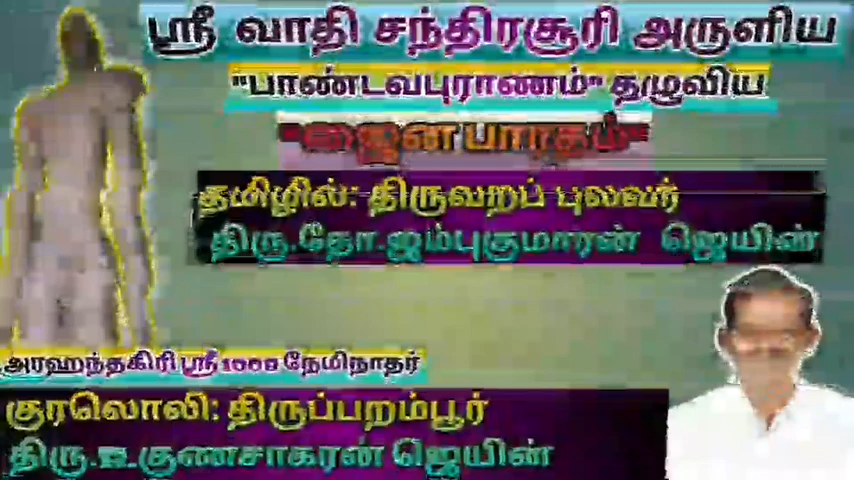 ஸ்ரீ வாதி சந்திரசூரி அருளிய
"பாண்டவபுராணம்" தழுவிய
"ஜைன பாரதம்"
தமிழில்: திருவறப் புலவர்
திரு.தோ.ஜம்புகுமாரன் ஜெயின்
அரஹந்தகிரி ஸ்ரீ 1008 நேமிநாதர்
குரலொலி: திருப்பறம்பூர்
திரு.ஐ.குணசாகரன் ஜெயின்